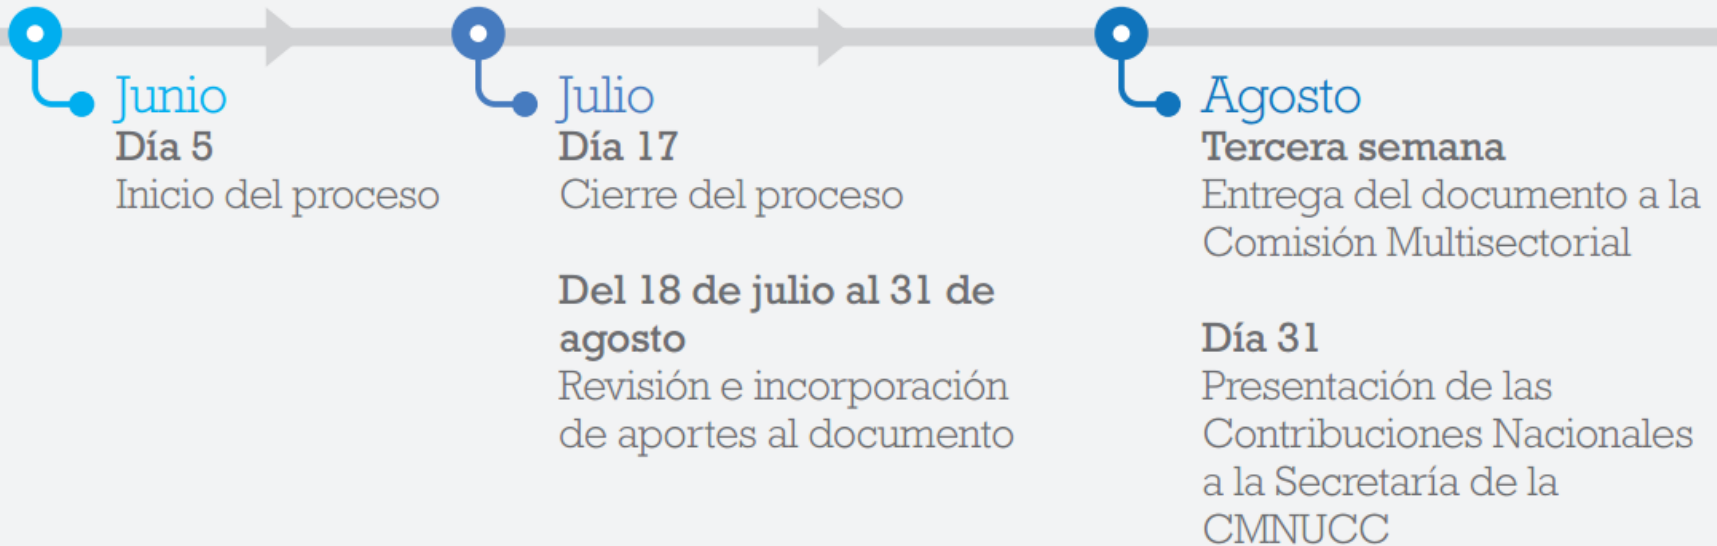 Junio
Día 5
Inicio del proceso
Julio
Día 17
Cierre del proceso
Del 18 de julio al 31 de
agosto
Revisión e incorporación
de aportes al documento
Agosto
Tercera semana
Entrega del documento a la
Comisión Multisectorial
Día 31
Presentación de las
Contribuciones Nacionales
a la Secretaría de la
CMNUCC